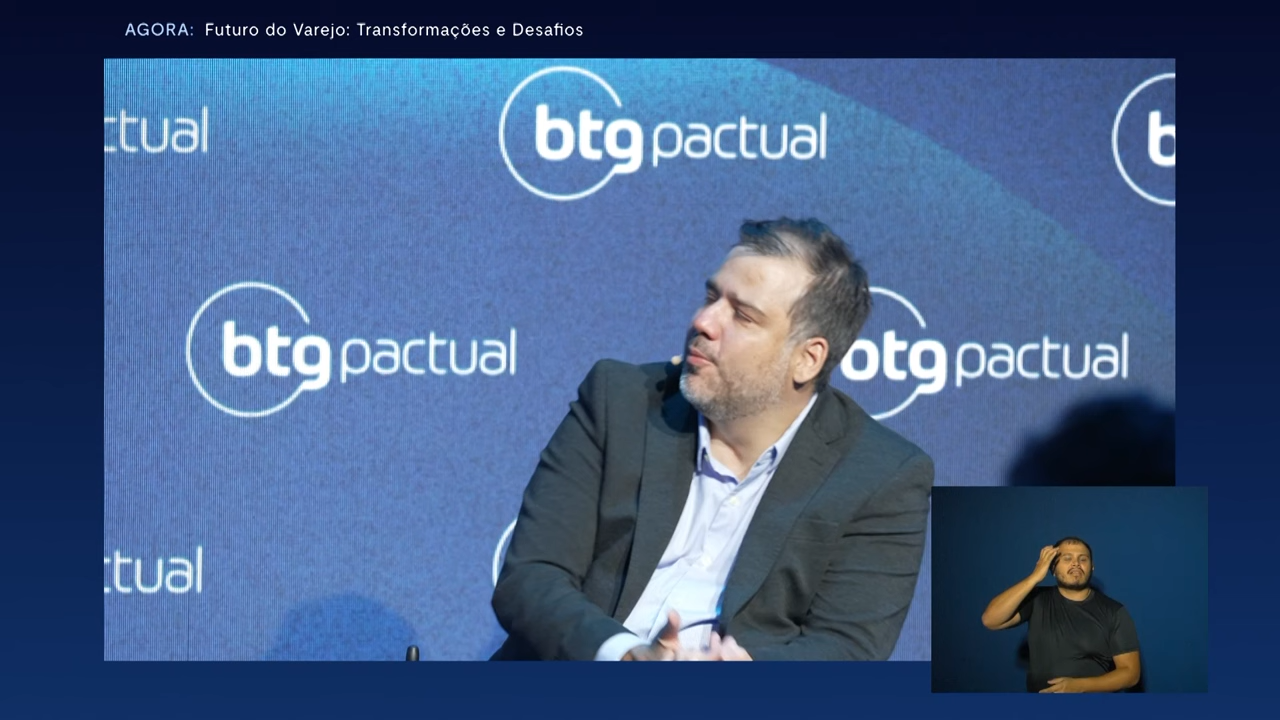 AGORA: Futuro do Varejo: Transformações e Desafios
ctual
btg pactual
b
btg pactual
btg pactual
ctual